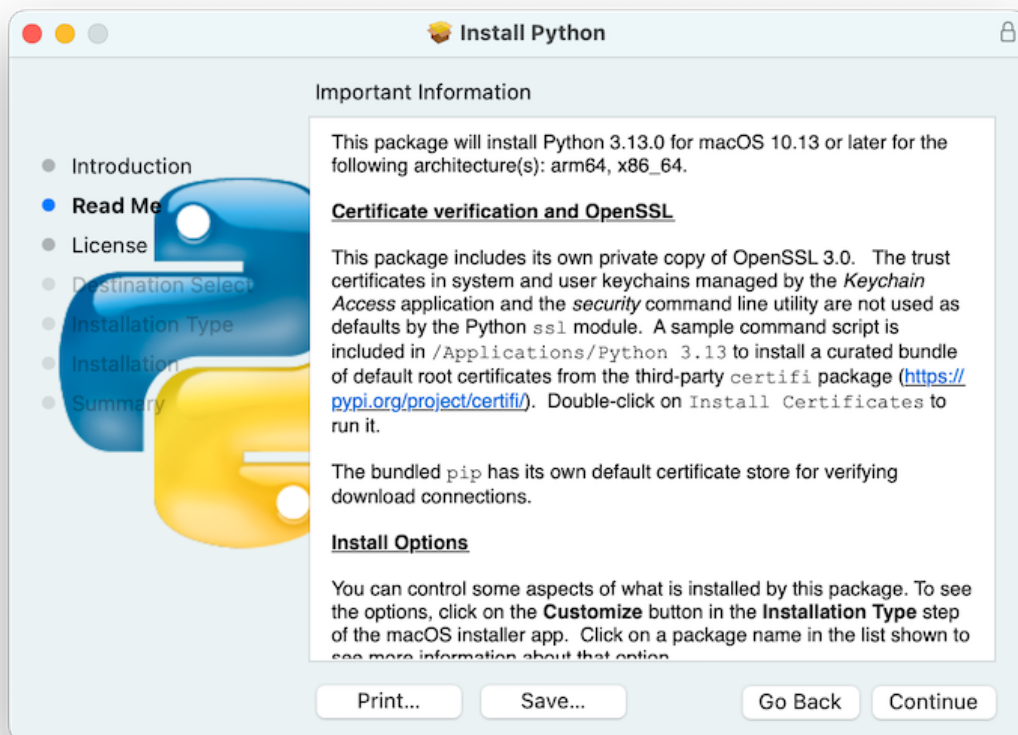 Install Python
Important Information
Introduction
Read Me
License
Destination Select
Installation Type
Installation
Summary
This package will install Python 3.13.0 for macOS 10.13 or later for the
following architecture(s): arm64, x86_64.
Certificate verification and OpenSSL
This package includes its own private copy of OpenSSL 3.0.   The trust
certificates in system and user keychains managed by the Keychain
Access application and the security command line utility are not used as
defaults by the Python ssl module.  A sample command script is
included in /Applications/Python 3.13 to install a curated bundle
of default root certificates from the third-party certifi package (https://
pypi.org/project/certifi/).  Double-click on Install Certificates to
run it.
The bundled pip has its own default certificate store for verifying
download connections.
Install Options
You can control some aspects of what is installed by this package. To see
the options, click on the Customize button in the Installation Type step
of the macOS installer app.  Click on a package name in the list shown to
see more information about that option
Print...
Save...
Go Back
Continue